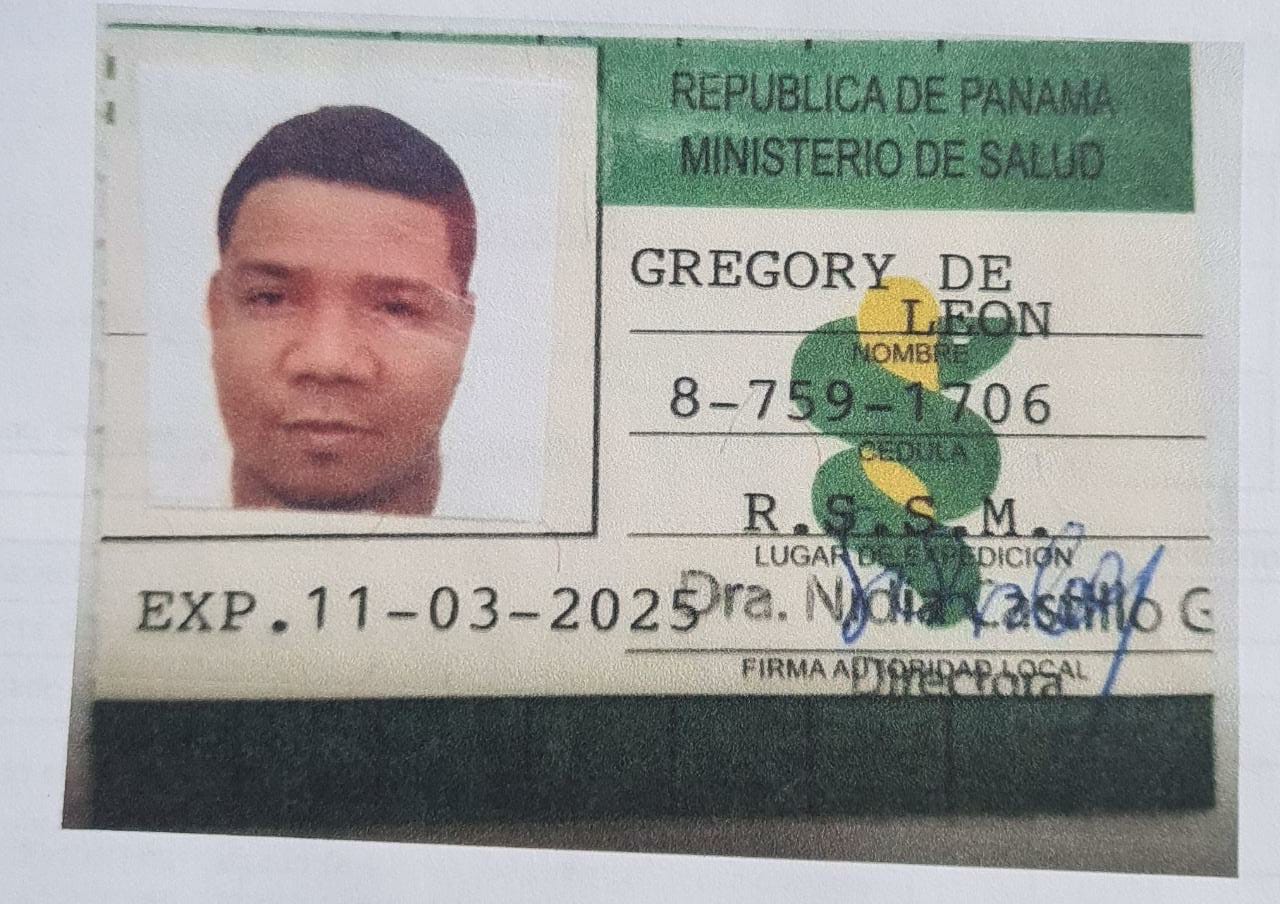 REPUBLICA DE PANAMA
MINISTERIO DE SALUD
GREGORY DE
LEON
NOMBRE
8-759-1706
CEDULA
R.S.S.M.
LUGAR DE EXPEDICION
EXP.11-03-2025
Dra. Nidia Castillo G
FIRMA AUTORIDAD LOCAL
Directora